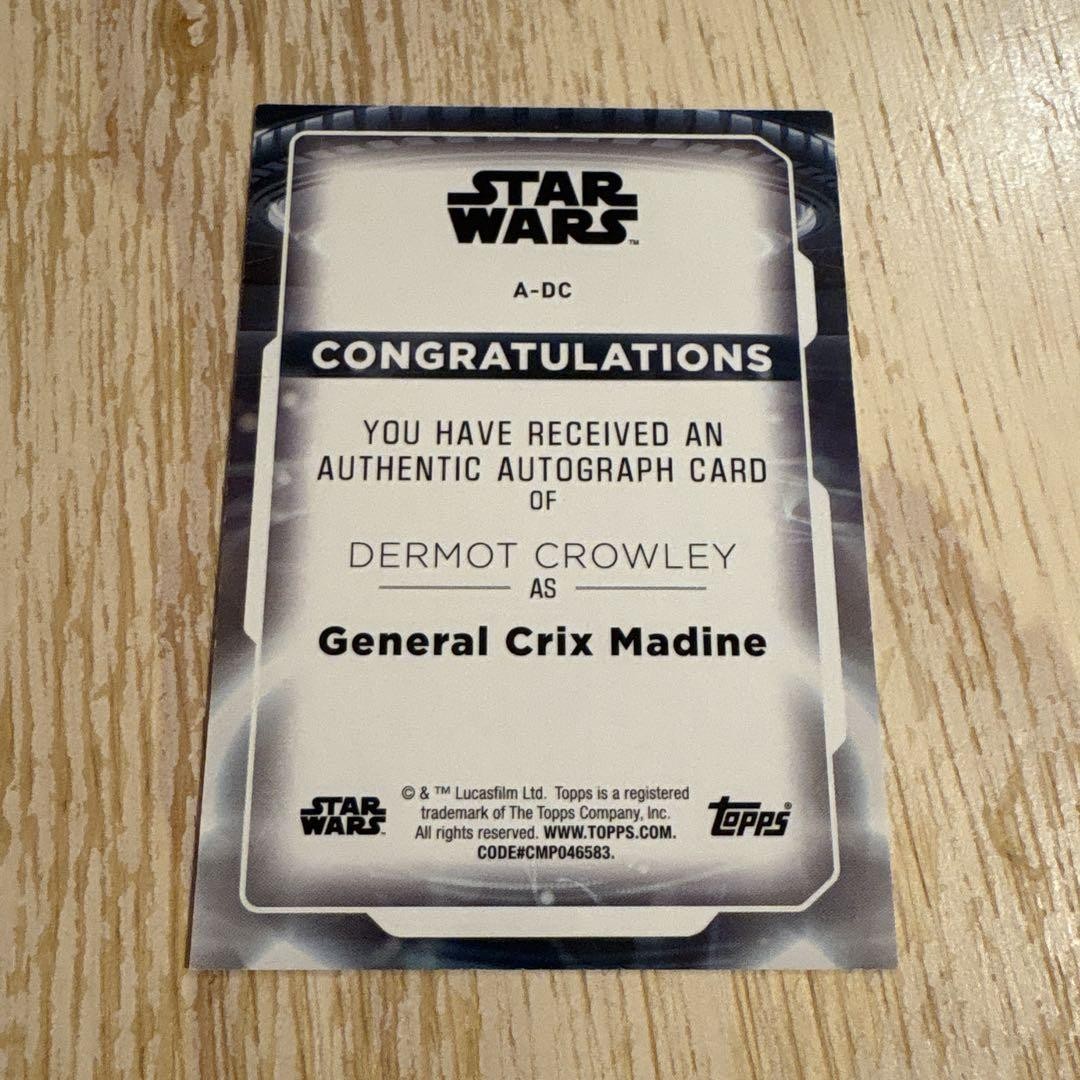 STAR
WARS™
A-DC
CONGRATULATIONS
YOU HAVE RECEIVED AN
AUTHENTIC AUTOGRAPH CARD
OF
DERMOT CROWLEY
AS
General Crix Madine
STAR
WARS
© & ™ Lucasfilm Ltd. Topps is a registered
trademark of The Topps Company, Inc.
All rights reserved. WWW.TOPPS.COM.
CODE#CMP046583.
topps®